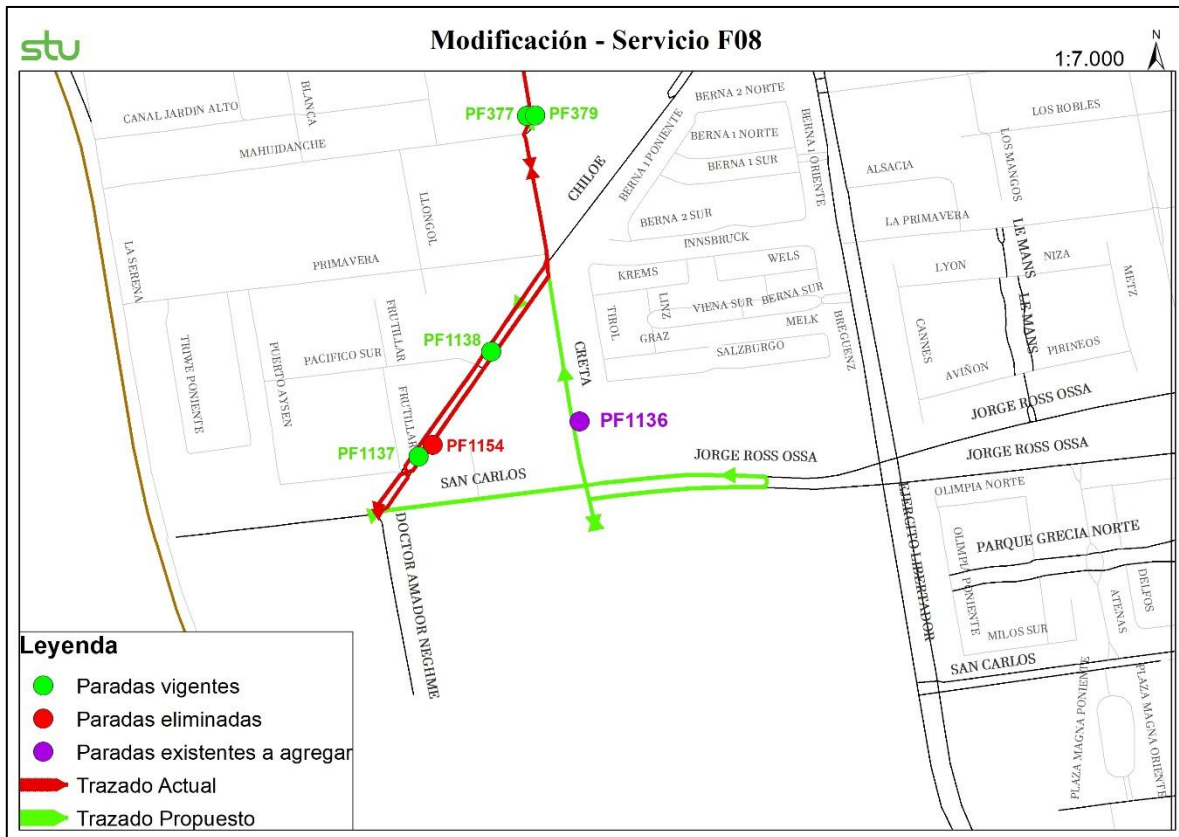 stu
Modificación - Servicio F08
1:7.000
N
CANAL JARDIN ALTO
BLANCA
MAHUIDANCHE
LLONGOL
LA SERENA
PRIMAVERA
TRIWE PONIENTE
PUERTO AYSEN
PACIFICO SUR
FRUTILLAR
FRUTILLAR
PF377
PF379
CHILOE
BERNA 1 PONIENTE
BERNA 2 NORTE
BERNA 1 NORTE
BERNA 1 SUR
BERNA 1 ORIENTE
BERNA 2 SUR
INNSBRUCK
KREMS
WELS
TIROL
LINZ
VIENA SUR
BERNA SUR
GRAZ
MELK
SALZBURGO
BREGUENZ
LOS ROBLES
LOS MANGOS
ALSACIA
LA PRIMAVERA
LE MANS
LYON
NIZA
METZ
LE MANS
CANNES
PIRINEOS
AVIÑON
PF1138
CRETA
PF1136
PF1154
PF1137
SAN CARLOS
JORGE ROSS OSSA
JORGE ROSS OSSA
JORGE ROSS OSSA
DOCTOR AMADOR NEGHME
EJERCITO LIBERTADOR
OLIMPIA NORTE
OLIMPIA PONIENTE
PARQUE GRECIA NORTE
ATENAS
DELFOS
MILOS SUR
SAN CARLOS
PLAZA MAGNA PONIENTE
PLAZA MAGNA ORIENTE
Leyenda
Paradas vigentes
Paradas eliminadas
Paradas existentes a agregar
Trazado Actual
Trazado Propuesto